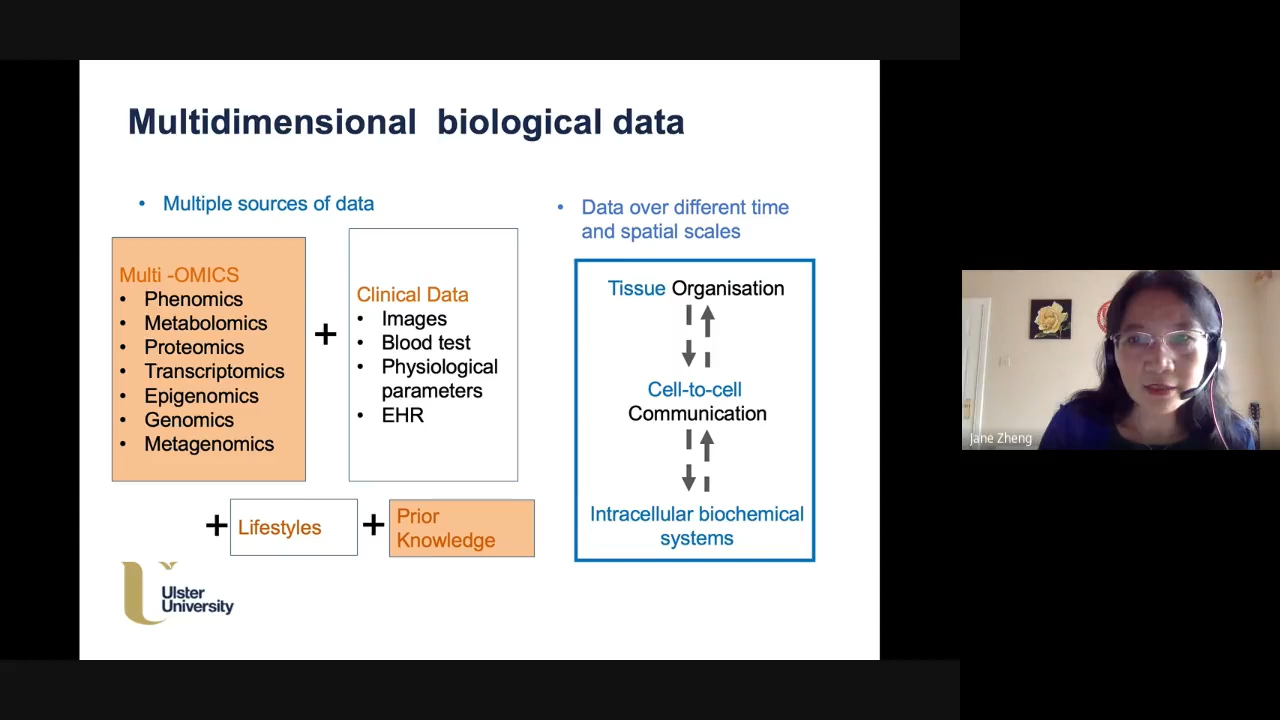 Multidimensional biological data
• Multiple sources of data
Multi -OMICS
• Phenomics
• Metabolomics
• Proteomics
• Transcriptomics
• Epigenomics
• Genomics
• Metagenomics
+
Clinical Data
• Images
• Blood test
• Physiological
parameters
• EHR
+ Lifestyles
+ Prior
Knowledge
• Data over different time
and spatial scales
Tissue Organisation
Cell-to-cell
Communication
Intracellular biochemical
systems
Ulster
University
Jane Zheng